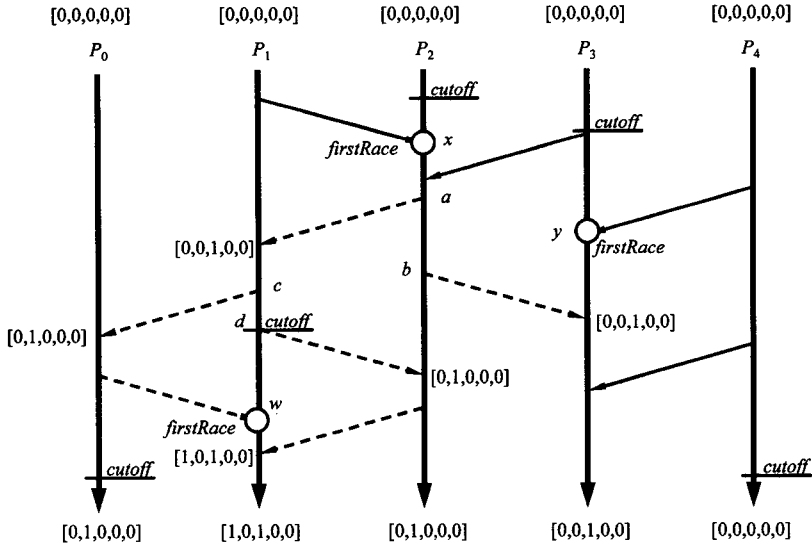 [0,0,0,0,0] [0,0,0,0,0] [0,0,0,0,0] [0,0,0,0,0] [0,0,0,0,0]
P0 P1 P2 P3 P4
cutoff
cutoff
firstRace x
a
y firstRace
[0,0,1,0,0]
b
c
d cutoff [0,0,1,0,0]
[0,1,0,0,0]
[0,1,0,0,0]
w
firstRace
[1,0,1,0,0]
cutoff cutoff
[0,1,0,0,0] [1,0,1,0,0] [0,1,0,0,0] [0,0,1,0,0] [0,0,0,0,0]